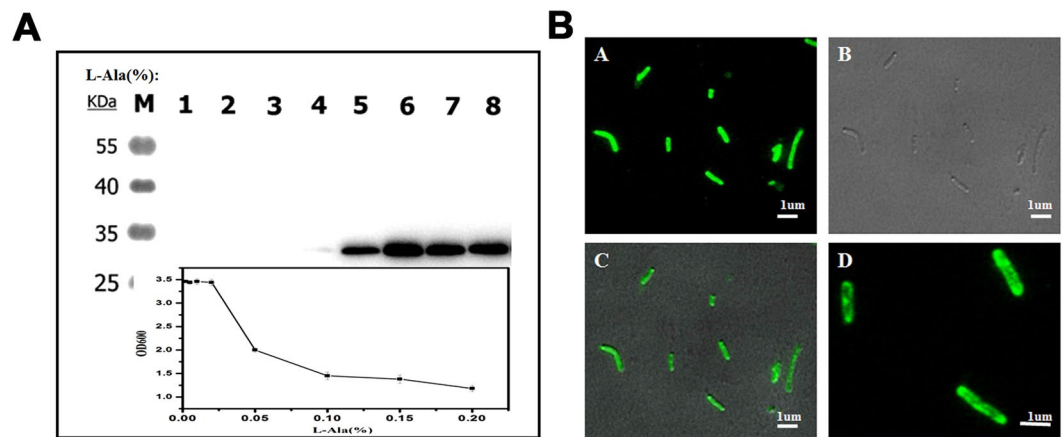 A
L-Ala(%):
KDa M 1 2 3 4 5 6 7 8
55
40
35
25
3.5
3.0
2.5
2.0
1.5
1.0
OD600
0.00 0.05 0.10 0.15 0.20
L-Ala(%)
B
A
1um
B
1um
C
1um
D
1um